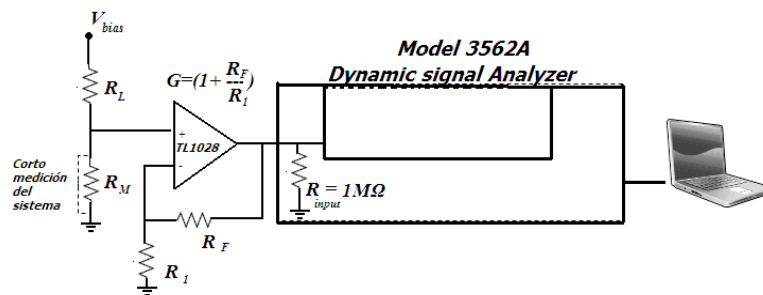 V_bias
R_L
G=(1+R_F/R_1)
Model 3562A
Dynamic signal Analyzer
+
TL1028
-
Corto
medición
del
sistema
R_M
R_input = 1MΩ
R_F
R_1